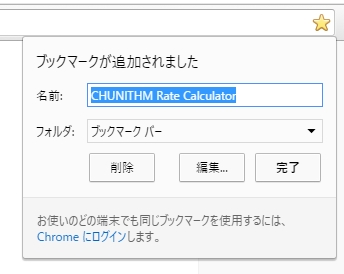 ブックマークが追加されました
名前: CHUNITHM Rate Calculator
フォルダ: ブックマーク バー
削除 編集... 完了
お使いのどの端末でも同じブックマークを使用するには、
Chrome にログインします。